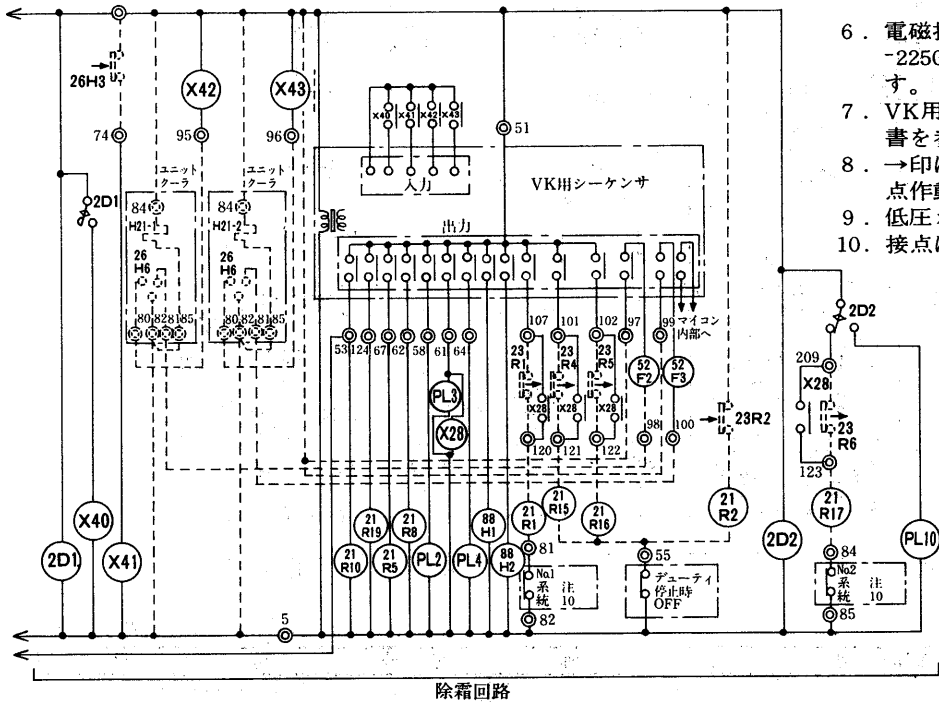 6. 電磁接
-2250
す。
7. VK用
書を参
8. →印は
点作動
9. 低圧
10. 接点は
26H3
X42
X43
74
95
96
X40
X41
X42
X43
51
入力
VK用シーケンサ
出力
ユニット
クーラ
84
H21-1
26
H6
80
82
81
85
ユニット
クーラ
84
H21-2
26
H6
80
82
81
85
2D1
53
124
67
62
58
61
64
107
101
102
97
99
マイコン
内部へ
23
R1
23
R4
23
R5
X28
X28
X28
52
F2
52
F3
98
100
120
121
122
PL3
X28
23R2
2D2
209
X28
23
R6
123
2D1
X40
X41
5
21
R10
21
R19
21
R5
21
R8
PL2
PL4
88
H1
88
H2
21
R1
21
R15
21
R16
21
R2
2D2
21
R17
PL10
81
No.1
系統
注
10
82
55
デューティ
停止時
OFF
84
No.2
系統
注
10
85
除霜回路